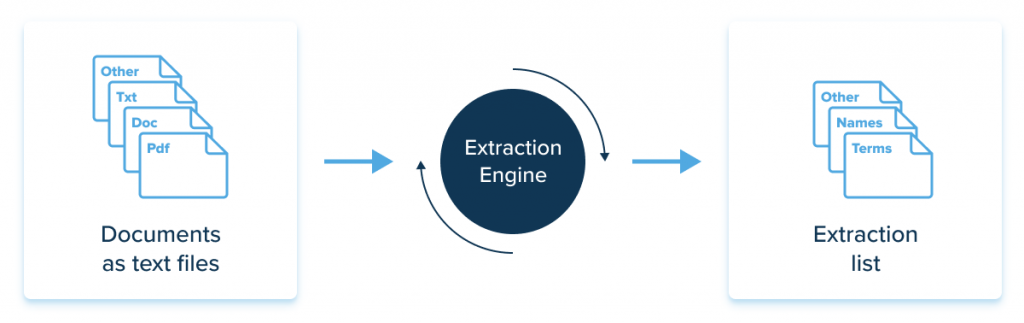 Other
Txt
Doc
Pdf
Documents
as text files
Extraction
Engine
Other
Names
Terms
Extraction
list